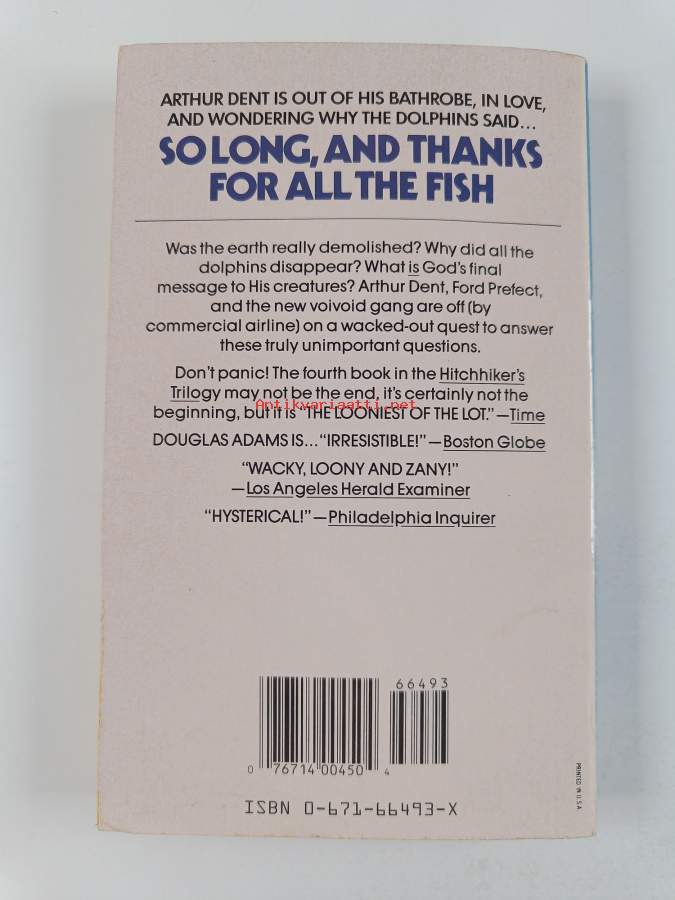 ARTHUR DENT IS OUT OF HIS BATHROBE, IN LOVE,
AND WONDERING WHY THE DOLPHINS SAID...
SO LONG, AND THANKS
FOR ALL THE FISH
Was the earth really demolished? Why did all the
dolphins disappear? What is God's final
message to His creatures? Arthur Dent, Ford Prefect,
and the new voivoid gang are off (by
commercial airline) on a wacked-out quest to answer
these truly unimportant questions.
Don't panic! The fourth book in the Hitchhiker's
Trilogy may not be the end, it's certainly not the
beginning, but it is "THE LOONIEST OF THE LOT."—Time
Antikvariaatti.net
DOUGLAS ADAMS IS... "IRRESISTIBLE!"—Boston Globe
"WACKY, LOONY AND ZANY!"
—Los Angeles Herald Examiner
"HYSTERICAL!"—Philadelphia Inquirer
66493
0 76714 00450 4
ISBN 0-671-66493-X
PRINTED IN U.S.A